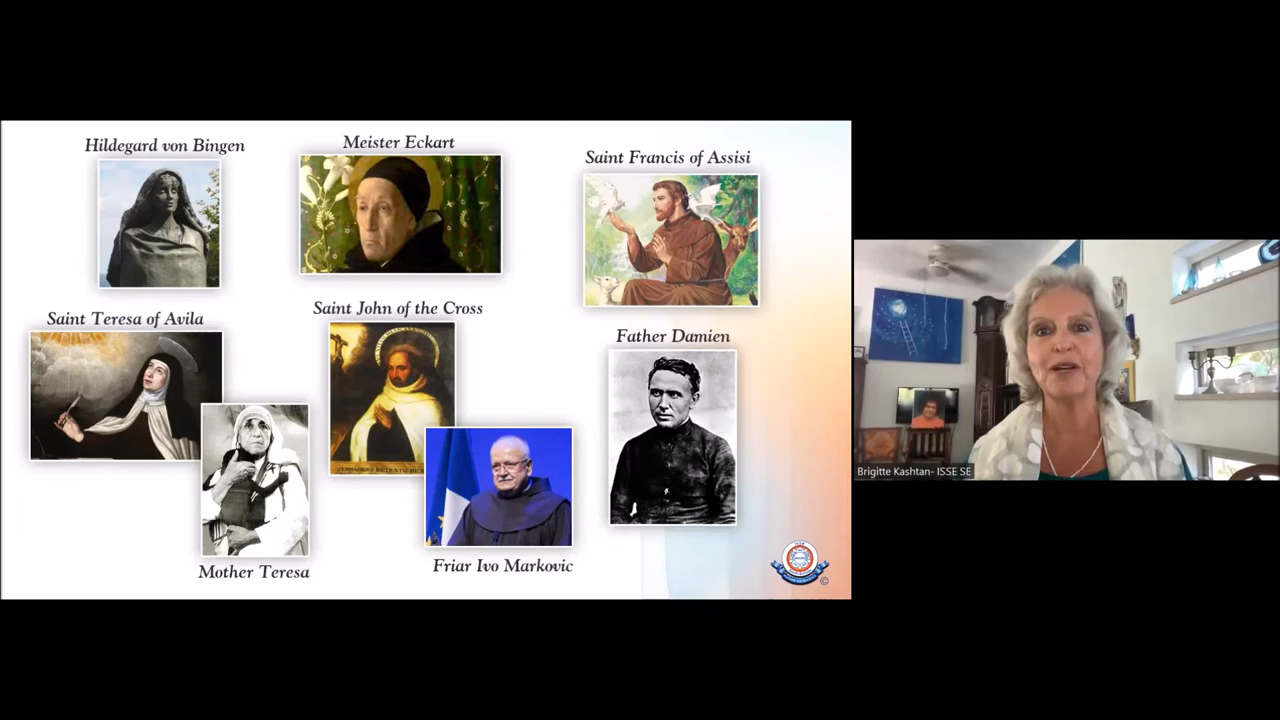 Hildegard von Bingen
Meister Eckart
Saint Francis of Assisi
Saint Teresa of Avila
Saint John of the Cross
Father Damien
Mother Teresa
Friar Ivo Markovic
©
Brigitte Kashtan- ISSE SE